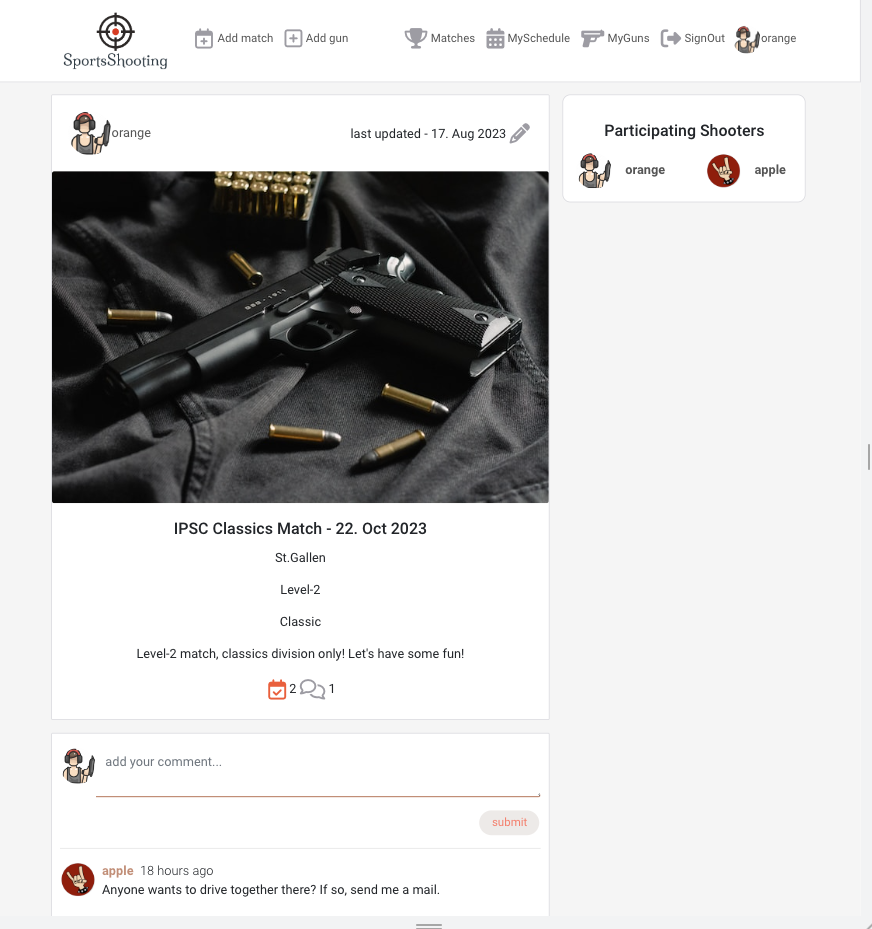 SportsShooting
Add match
Add gun
Matches
MySchedule
MyGuns
SignOut
orange
orange
last updated - 17. Aug 2023
IPSC Classics Match - 22. Oct 2023
St.Gallen
Level-2
Classic
Level-2 match, classics division only! Let's have some fun!
2
1
add your comment...
submit
apple 18 hours ago
Anyone wants to drive together there? If so, send me a mail.
Participating Shooters
orange
apple